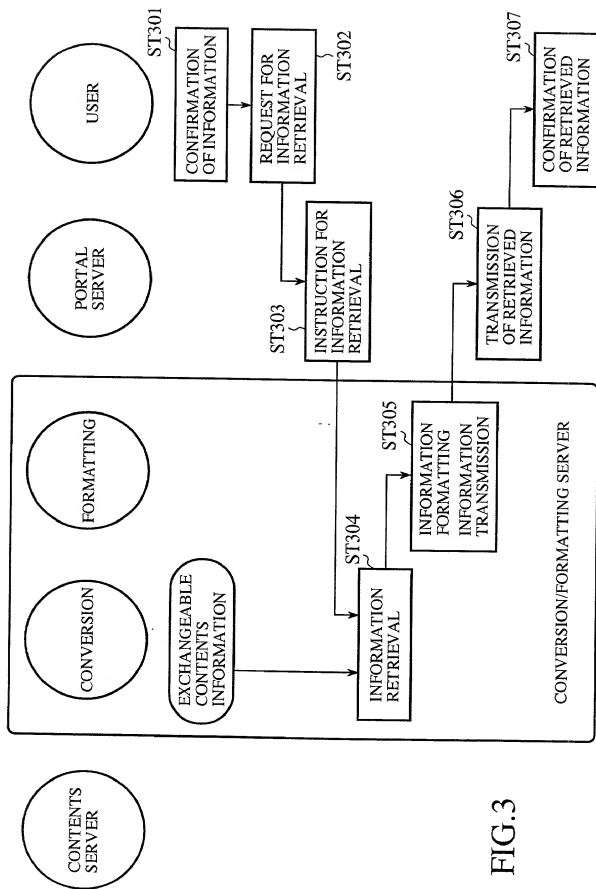 CONTENTS
SERVER
CONVERSION
FORMATTING
PORTAL
SERVER
USER
EXCHANGEABLE
CONTENTS
INFORMATION
CONFIRMATION
OF INFORMATION
ST301
REQUEST FOR
INFORMATION
RETRIEVAL
ST302
ST303
INSTRUCTION FOR
INFORMATION
RETRIEVAL
ST304
INFORMATION
RETRIEVAL
ST305
INFORMATION
FORMATTING
INFORMATION
TRANSMISSION
ST306
TRANSMISSION
OF RETRIEVED
INFORMATION
ST307
CONFIRMATION
OF RETRIEVED
INFORMATION
CONVERSION/FORMATTING SERVER
FIG.3